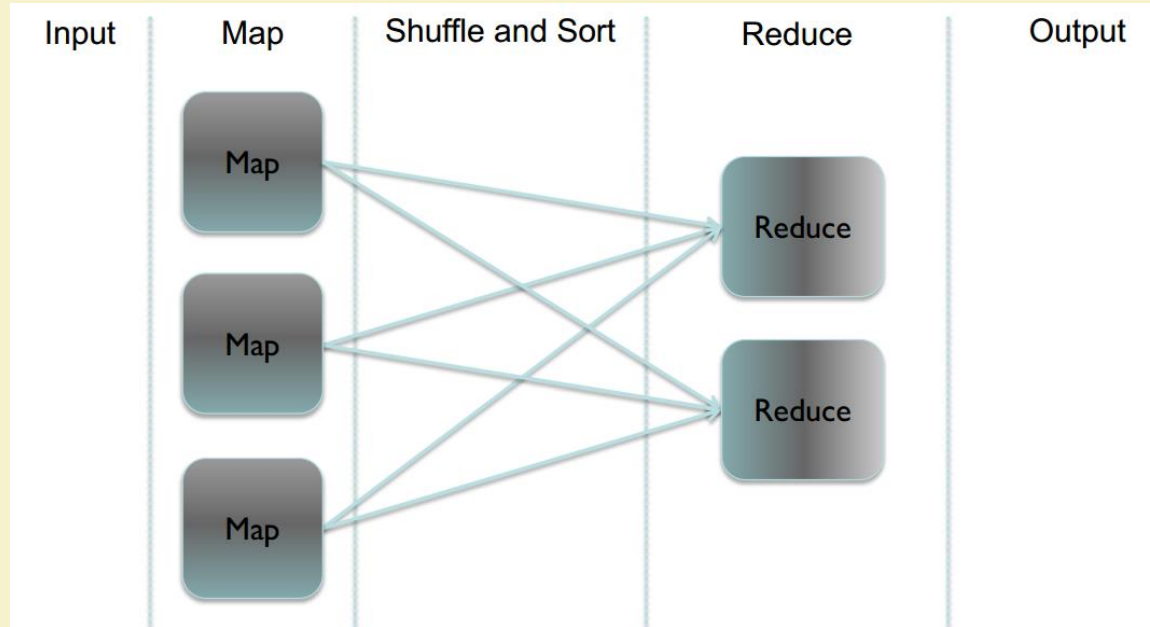 Input
Map
Shuffle and Sort
Reduce
Output
Map
Map
Map
Reduce
Reduce